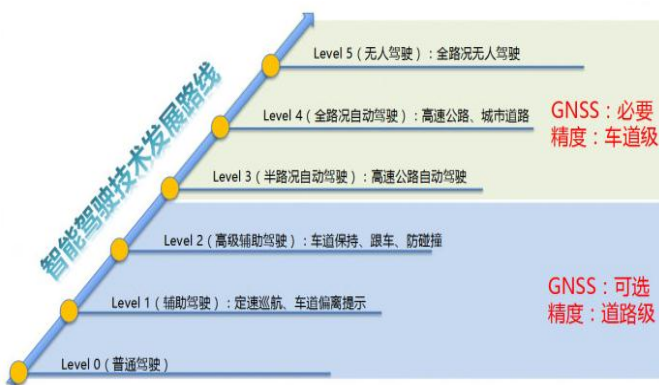 智能驾驶技术发展路线
Level 5（无人驾驶）：全路况无人驾驶
Level 4（全路况自动驾驶）：高速公路、城市道路
GNSS：必要
精度：车道级
Level 3（半路况自动驾驶）：高速公路自动驾驶
Level 2（高级辅助驾驶）：车道保持、跟车、防碰撞
Level 1（辅助驾驶）：定速巡航、车道偏离提示
GNSS：可选
精度：道路级
Level 0（普通驾驶）